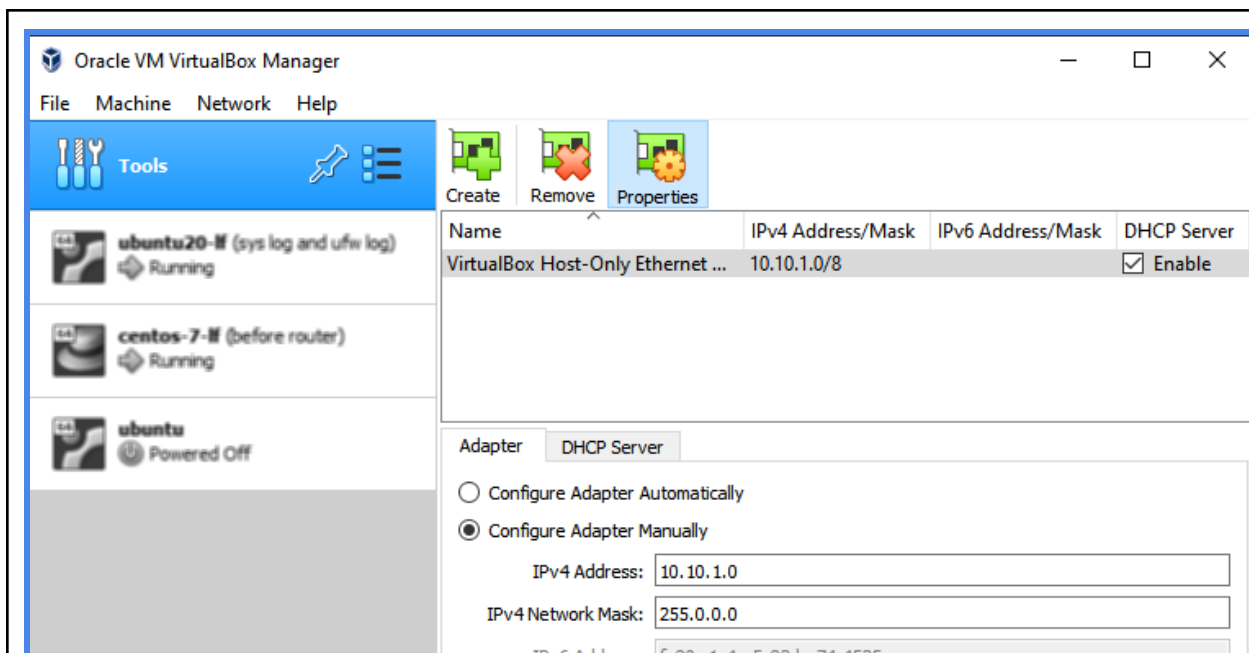 Oracle VM VirtualBox Manager
File Machine Network Help
Tools
Create Remove Properties
Name IPv4 Address/Mask IPv6 Address/Mask DHCP Server
VirtualBox Host-Only Ethernet ... 10.10.1.0/8 Enable
ubuntu20-lf (sys log and ufw log)
Running
centos-7-lf (before router)
Running
ubuntu
Powered Off
Adapter DHCP Server
Configure Adapter Automatically
Configure Adapter Manually
IPv4 Address: 10.10.1.0
IPv4 Network Mask: 255.0.0.0